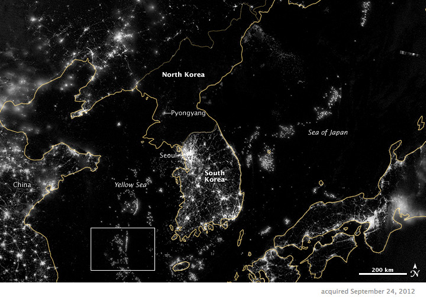 North Korea
Pyongyang
Sea of Japan
Seoul
South
Korea
China
Yellow Sea
200 km
N
acquired September 24, 2012